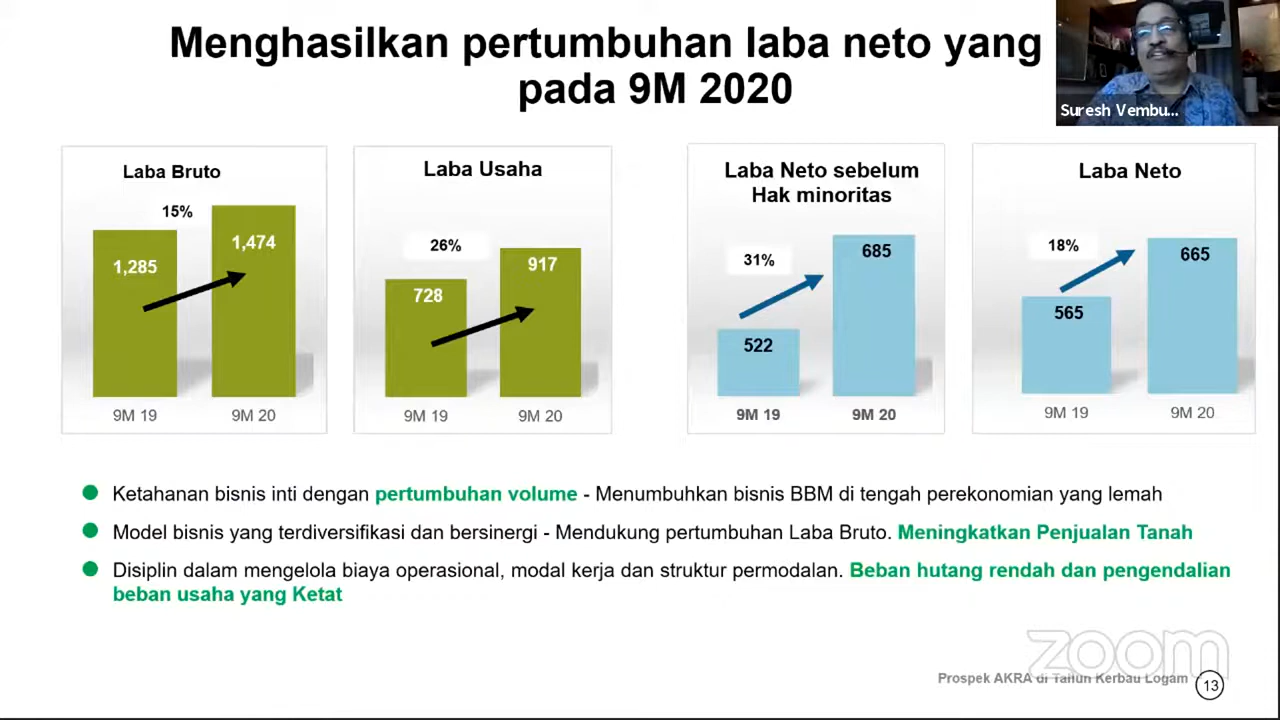 Menghasilkan pertumbuhan laba neto yang
pada 9M 2020
Suresh Vembu...
Laba Bruto
15%
1,285
1,474
9M 19
9M 20
Laba Usaha
26%
728
917
9M 19
9M 20
Laba Neto sebelum
Hak minoritas
31%
522
685
9M 19
9M 20
Laba Neto
18%
565
665
9M 19
9M 20
Ketahanan bisnis inti dengan pertumbuhan volume - Menumbuhkan bisnis BBM di tengah perekonomian yang lemah
Model bisnis yang terdiversifikasi dan bersinergi - Mendukung pertumbuhan Laba Bruto. Meningkatkan Penjualan Tanah
Disiplin dalam mengelola biaya operasional, modal kerja dan struktur permodalan. Beban hutang rendah dan pengendalian
beban usaha yang Ketat
zoom
Prospek AKRA di Tahun Kerbau Logam
13